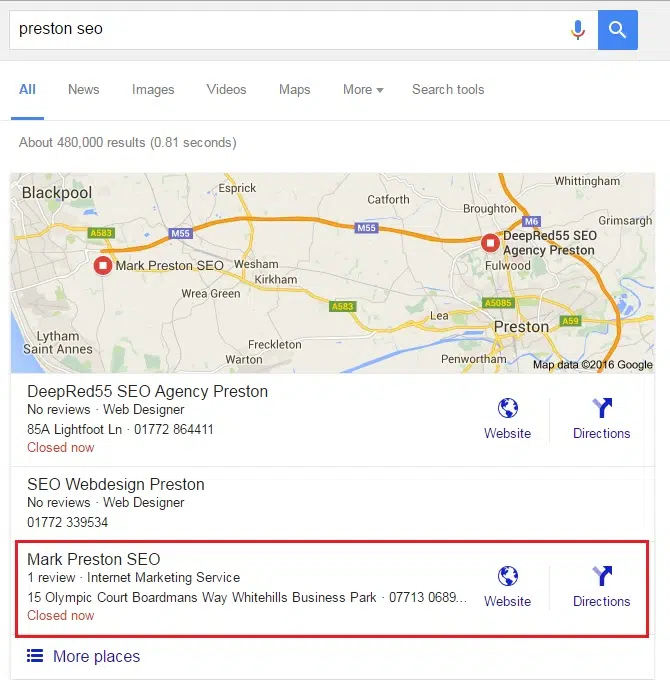 preston seo
All News Images Videos Maps More Search tools
About 480,000 results (0.81 seconds)
Blackpool
Esprick
Whittingham
Catforth
Broughton
Grimsargh
A583
M55
M55
M6
DeepRed55 SEO
Agency Preston
Mark Preston SEO
Wesham
Fulwood
Kirkham
Wrea Green
A583
A5085
Lea
A59
Preston
Lytham
Saint Annes
Freckleton
Warton
Penwortham
Map data ©2016 Google
DeepRed55 SEO Agency Preston
No reviews · Web Designer
85A Lightfoot Ln · 01772 864411
Closed now
Website
Directions
SEO Webdesign Preston
No reviews · Web Designer
01772 339534
Mark Preston SEO
1 review · Internet Marketing Service
15 Olympic Court Boardmans Way Whitehills Business Park · 07713 0689...
Closed now
Website
Directions
More places